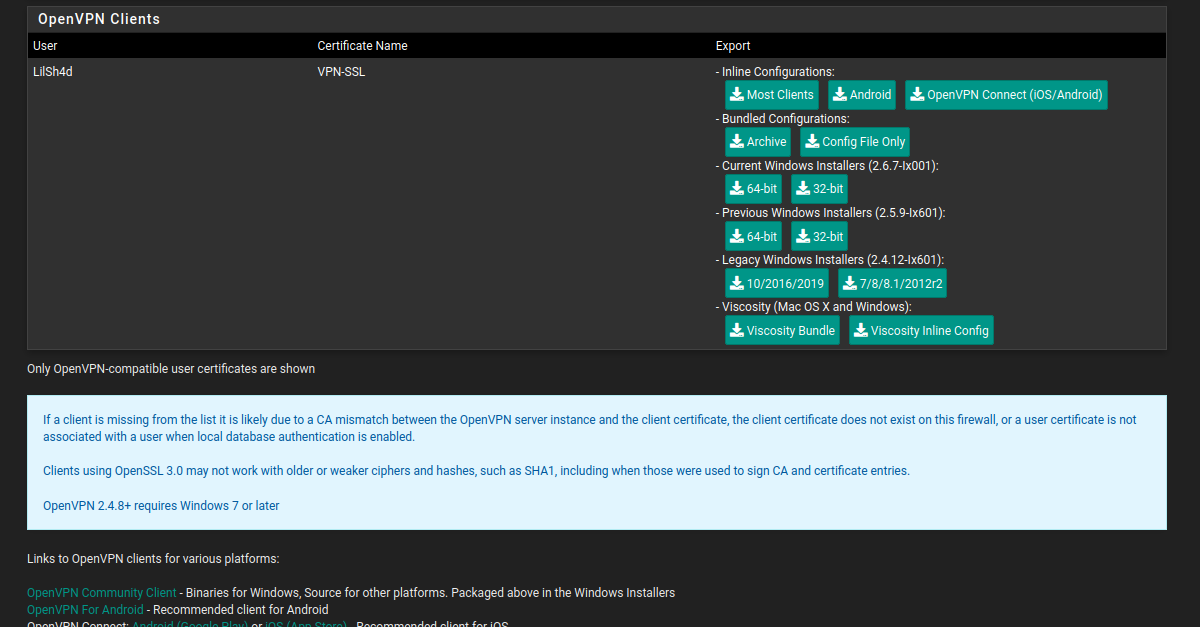 OpenVPN Clients
User Certificate Name Export
LilSh4d VPN-SSL - Inline Configurations:
Most Clients Android OpenVPN Connect (iOS/Android)
- Bundled Configurations:
Archive Config File Only
- Current Windows Installers (2.6.7-Ix001):
64-bit 32-bit
- Previous Windows Installers (2.5.9-Ix601):
64-bit 32-bit
- Legacy Windows Installers (2.4.12-Ix601):
10/2016/2019 7/8/8.1/2012r2
- Viscosity (Mac OS X and Windows):
Viscosity Bundle Viscosity Inline Config
Only OpenVPN-compatible user certificates are shown
If a client is missing from the list it is likely due to a CA mismatch between the OpenVPN server instance and the client certificate, the client certificate does not exist on this firewall, or a user certificate is not
associated with a user when local database authentication is enabled.
Clients using OpenSSL 3.0 may not work with older or weaker ciphers and hashes, such as SHA1, including when those were used to sign CA and certificate entries.
OpenVPN 2.4.8+ requires Windows 7 or later
Links to OpenVPN clients for various platforms:
OpenVPN Community Client - Binaries for Windows, Source for other platforms. Packaged above in the Windows Installers
OpenVPN For Android - Recommended client for Android
OpenVPN Connect: Android (Google Play) or iOS (App Store) - Recommended client for iOS